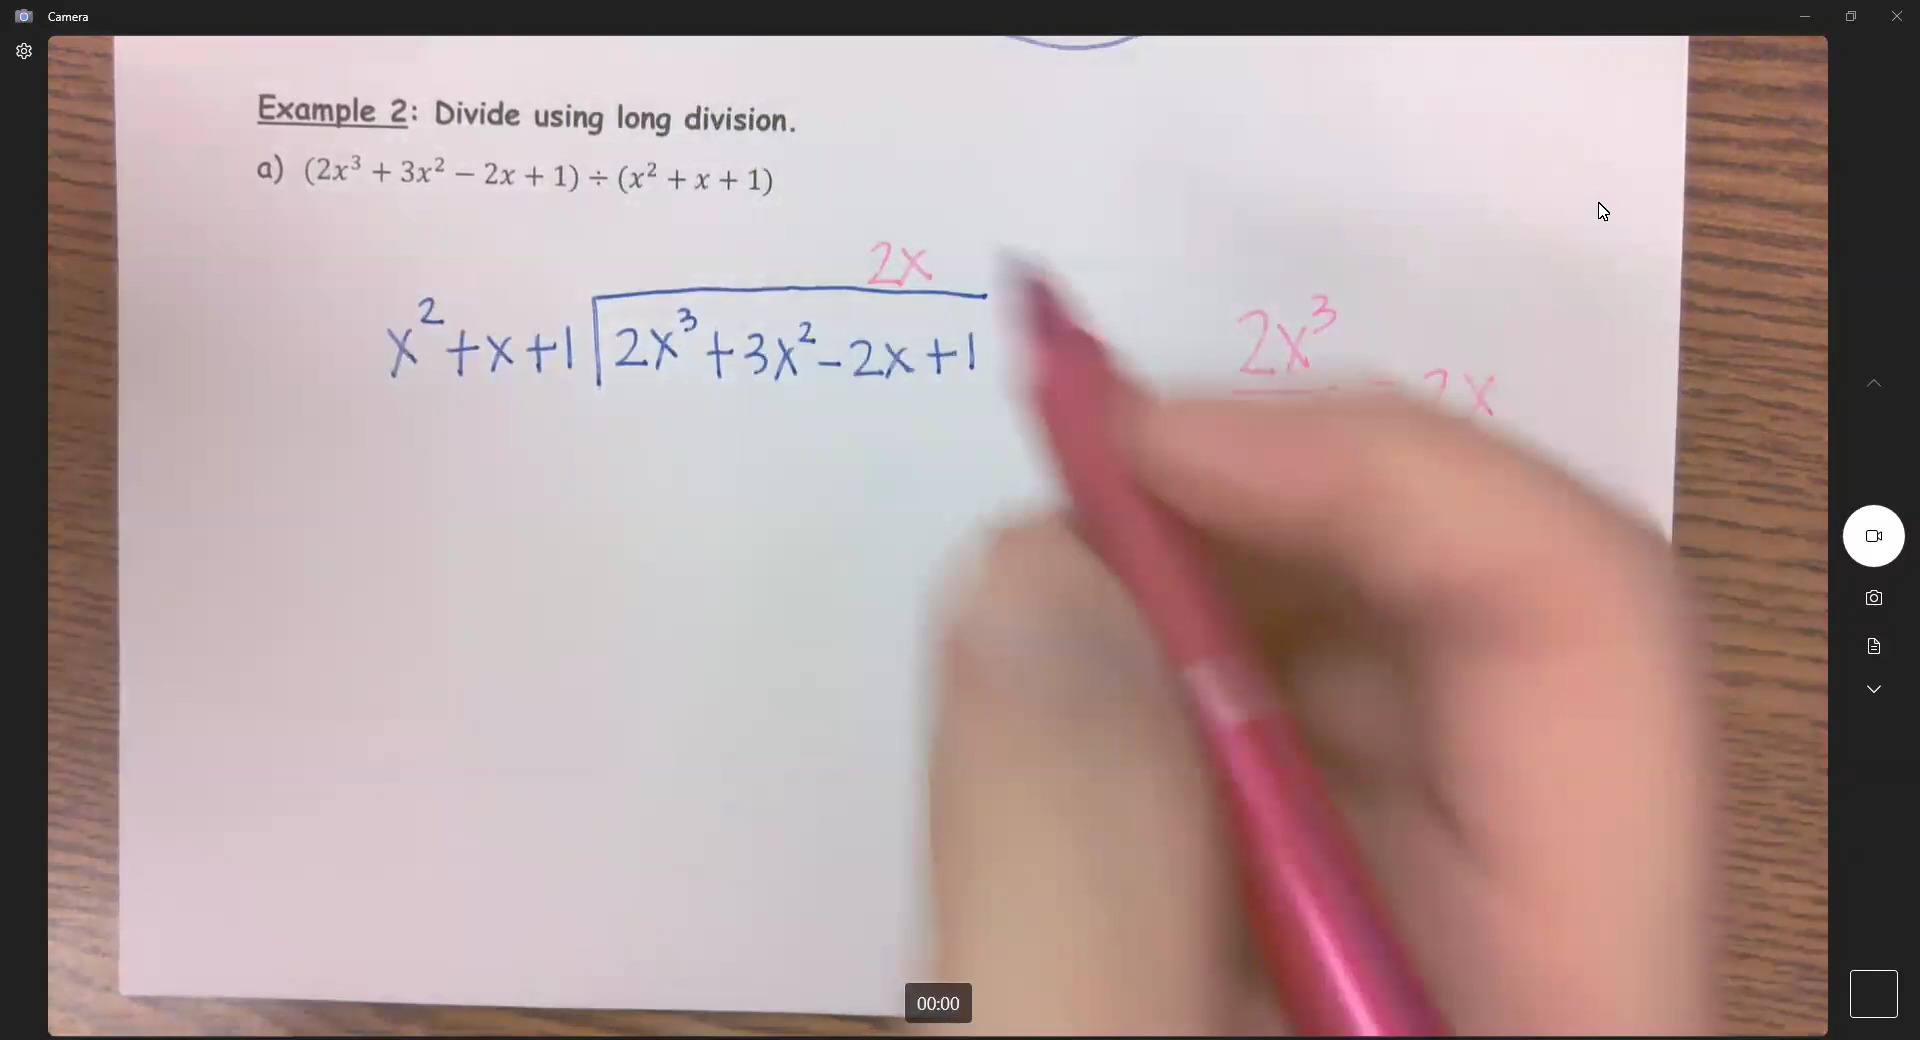 Camera
Example 2: Divide using long division.
a) (2x³ + 3x² − 2x + 1) ÷ (x² + x + 1)
2x
x² + x + 1 2x³ + 3x² − 2x + 1
2x³
= 2x
00:00